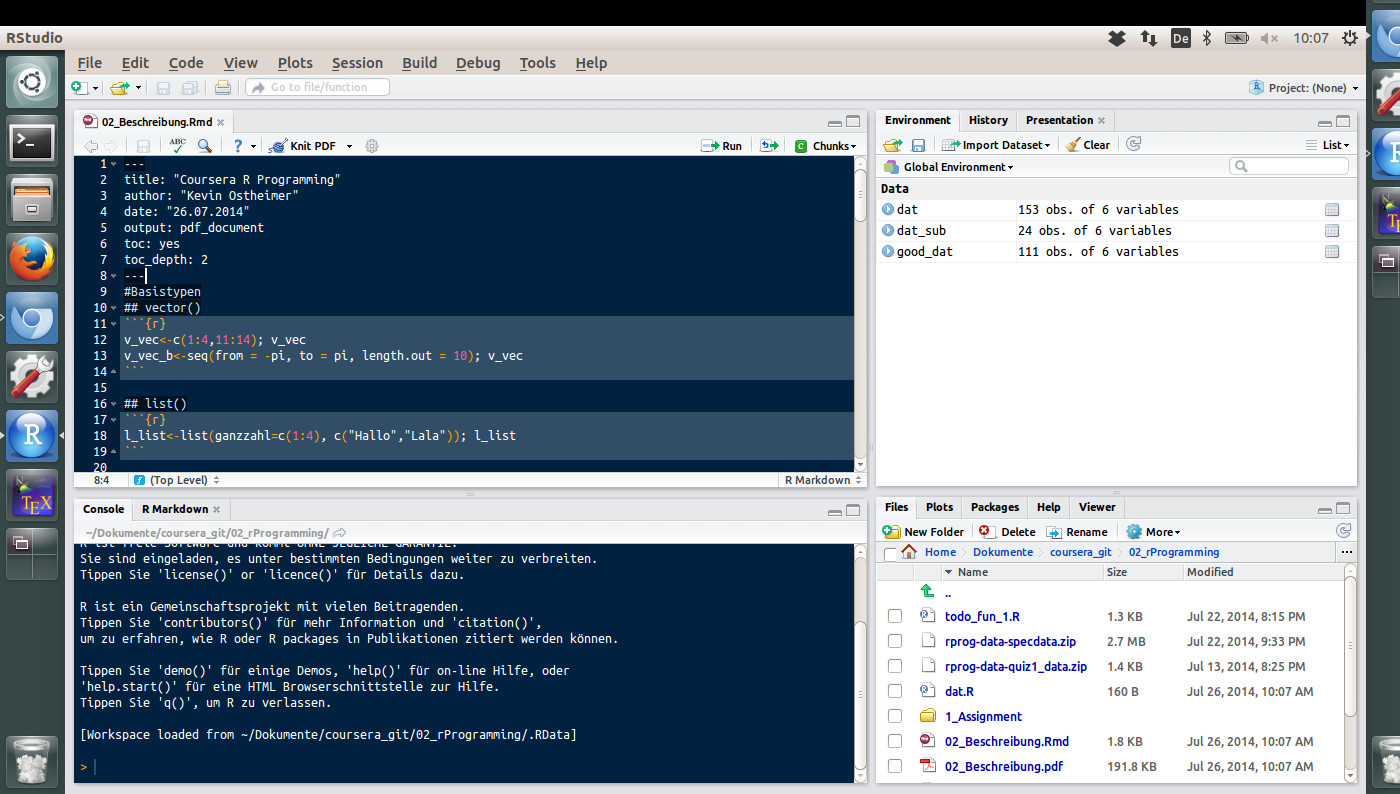 RStudio
De
10:07
File Edit Code View Plots Session Build Debug Tools Help
Go to file/function
Project: (None)
02_Beschreibung.Rmd
ABC
? Knit PDF
Run
Chunks
1 ---
2 title: "Coursera R Programming"
3 author: "Kevin Ostheimer"
4 date: "26.07.2014"
5 output: pdf_document
6 toc: yes
7 toc_depth: 2
8 ---
9 #Basistypen
10 ## vector()
11 ```{r}
12 v_vec<-c(1:4,11:14); v_vec
13 v_vec_b<-seq(from = -pi, to = pi, length.out = 10); v_vec
14 ```
15
16 ## list()
17 ```{r}
18 l_list<-list(ganzzahl=c(1:4), c("Hallo","Lala")); l_list
19 ```
20
8:4 (Top Level) R Markdown
Console R Markdown
~/Dokumente/coursera_git/02_rProgramming/
R ist freie Software und kommt OHNE JEGLICHE GARANTIE.
Sie sind eingeladen, es unter bestimmten Bedingungen weiter zu verbreiten.
Tippen Sie 'license()' or 'licence()' für Details dazu.
R ist ein Gemeinschaftsprojekt mit vielen Beitragenden.
Tippen Sie 'contributors()' für mehr Information und 'citation()',
um zu erfahren, wie R oder R packages in Publikationen zitiert werden können.
Tippen Sie 'demo()' für einige Demos, 'help()' für on-line Hilfe, oder
'help.start()' für eine HTML Browserschnittstelle zur Hilfe.
Tippen Sie 'q()', um R zu verlassen.
[Workspace loaded from ~/Dokumente/coursera_git/02_rProgramming/.RData]
>
Environment History Presentation
Import Dataset Clear List
Global Environment
Data
dat 153 obs. of 6 variables
dat_sub 24 obs. of 6 variables
good_dat 111 obs. of 6 variables
Files Plots Packages Help Viewer
New Folder Delete Rename More
Home Dokumente coursera_git 02_rProgramming ...
Name Size Modified
..
todo_fun_1.R 1.3 KB Jul 22, 2014, 8:15 PM
rprog-data-specdata.zip 2.7 MB Jul 22, 2014, 9:33 PM
rprog-data-quiz1_data.zip 1.4 KB Jul 13, 2014, 8:25 PM
dat.R 160 B Jul 26, 2014, 10:07 AM
1_Assignment
02_Beschreibung.Rmd 1.8 KB Jul 26, 2014, 10:07 AM
02_Beschreibung.pdf 191.8 KB Jul 26, 2014, 10:07 AM
R
TEX